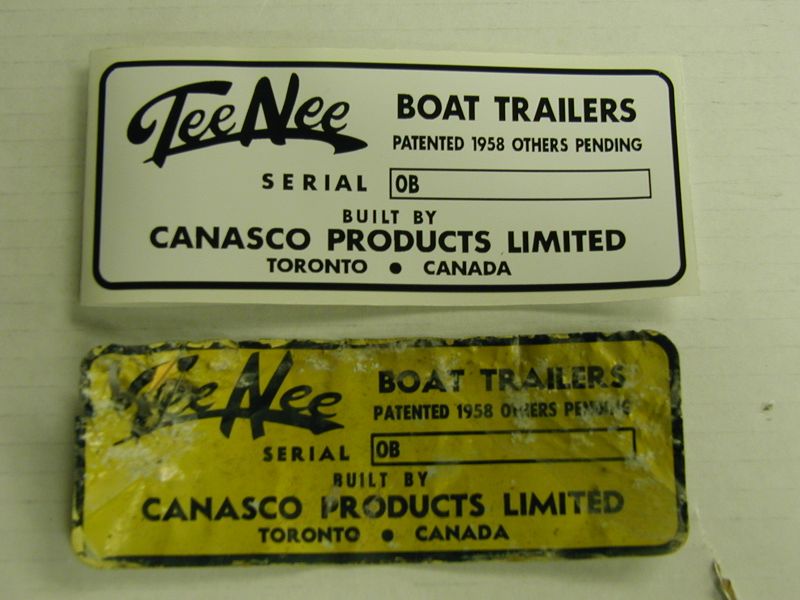 TeeNee BOAT TRAILERS
PATENTED 1958 OTHERS PENDING
SERIAL OB
BUILT BY
CANASCO PRODUCTS LIMITED
TORONTO • CANADA
TeeNee BOAT TRAILERS
PATENTED 1958 OTHERS PENDING
SERIAL OB
BUILT BY
CANASCO PRODUCTS LIMITED
TORONTO • CANADA